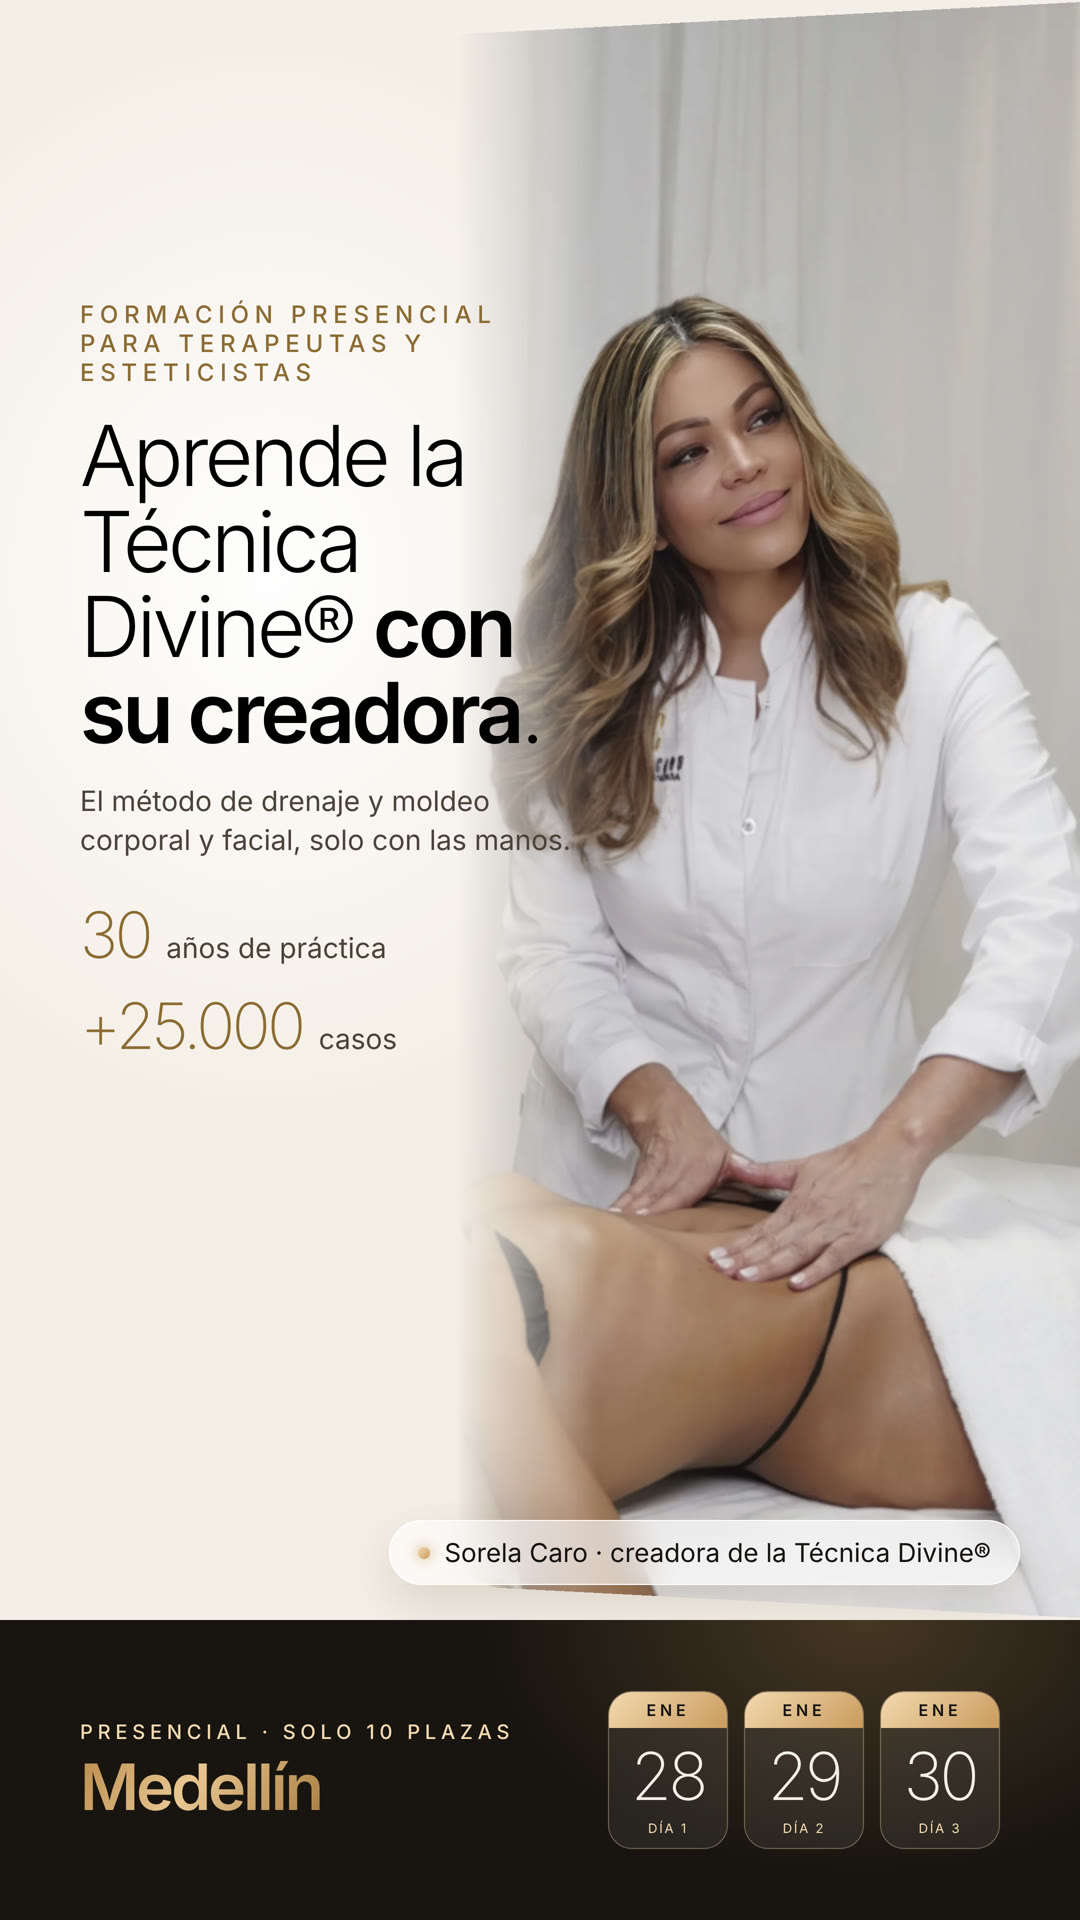 FORMACIÓN PRESENCIAL
PARA TERAPEUTAS Y
ESTETICISTAS
Aprende la
Técnica
Divine® con
su creadora.
El método de drenaje y moldeo
corporal y facial, solo con las manos.
30 años de práctica
+25.000 casos
Sorela Caro · creadora de la Técnica Divine®
PRESENCIAL · SOLO 10 PLAZAS
Medellín
ENE
28
DÍA 1
ENE
29
DÍA 2
ENE
30
DÍA 3